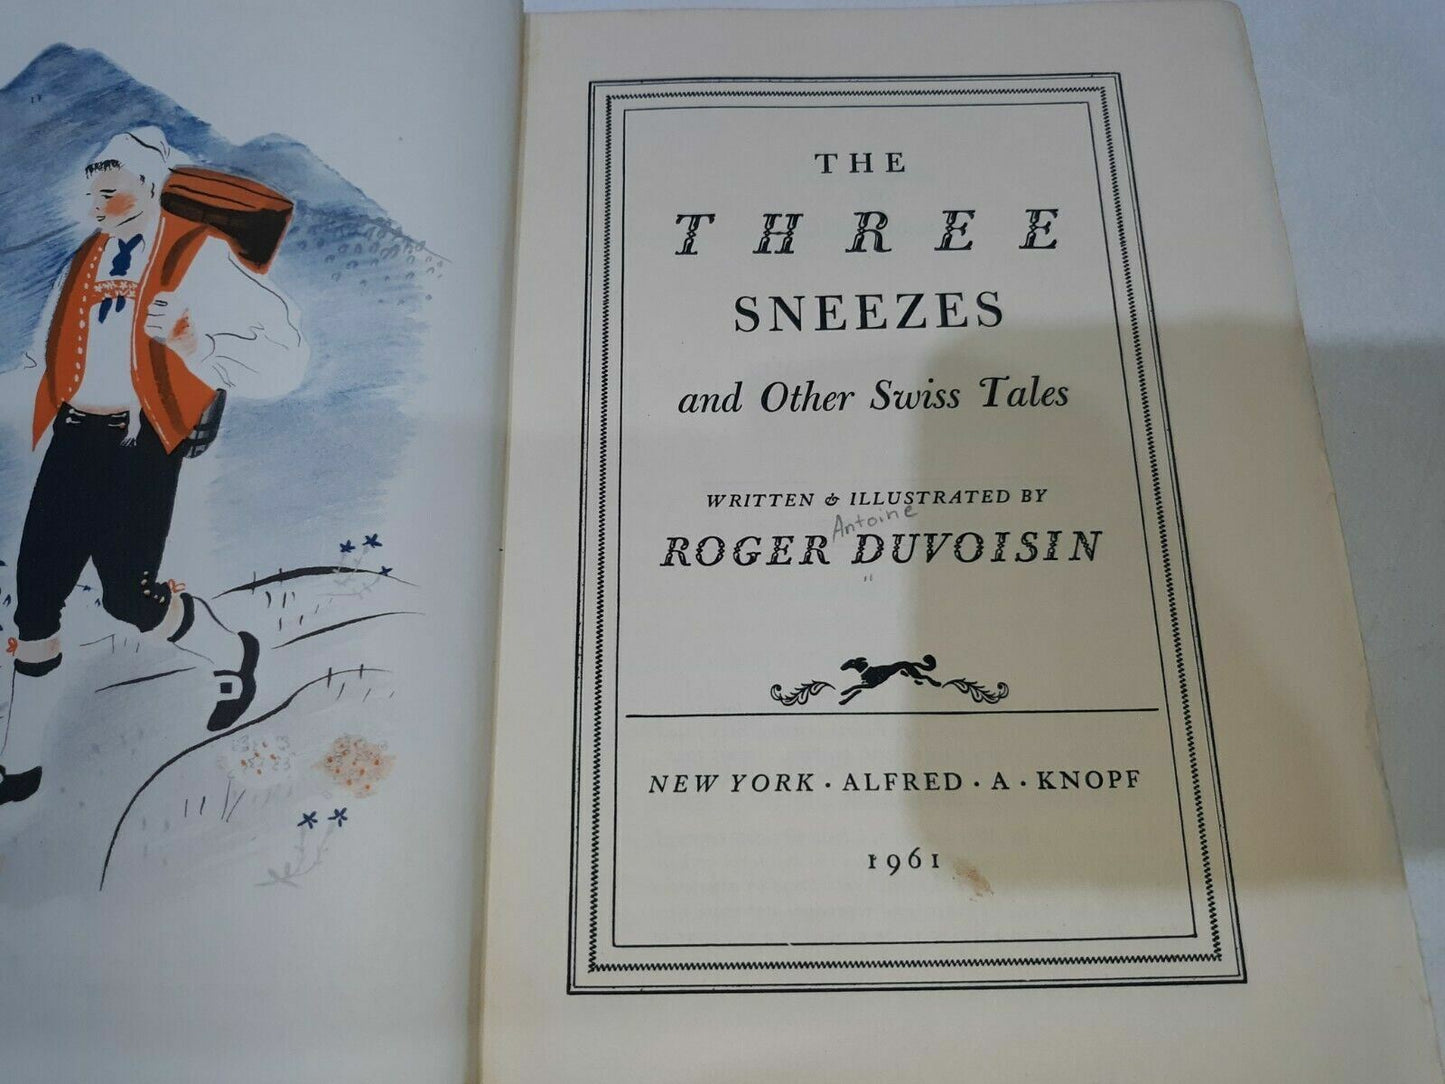 THE
THREE
SNEEZES
and Other Swiss Tales
WRITTEN & ILLUSTRATED BY
Antoine
ROGER DUVOISIN
"
NEW YORK · ALFRED · A · KNOPF
1961